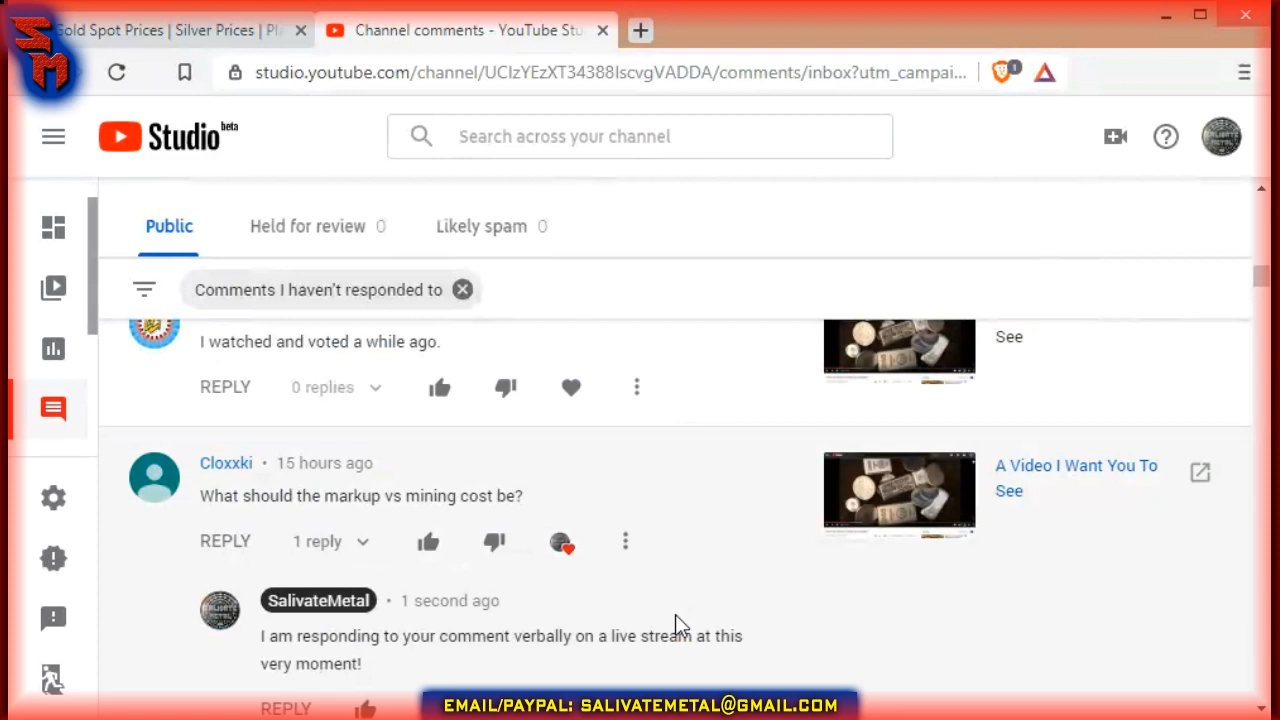 SM
Gold Spot Prices | Silver Prices | Pla
Channel comments - YouTube Stu
studio.youtube.com/channel/UCIzYEzXT34388IscvgVADDA/comments/inbox?utm_campai...
1
Studio beta
Search across your channel
Public
Held for review 0
Likely spam 0
Comments I haven't responded to
I watched and voted a while ago.
See
REPLY
0 replies
Cloxxki • 15 hours ago
What should the markup vs mining cost be?
A Video I Want You To
See
REPLY
1 reply
SalivateMetal • 1 second ago
I am responding to your comment verbally on a live stream at this
very moment!
REPLY
EMAIL/PAYPAL: SALIVATEMETAL@GMAIL.COM